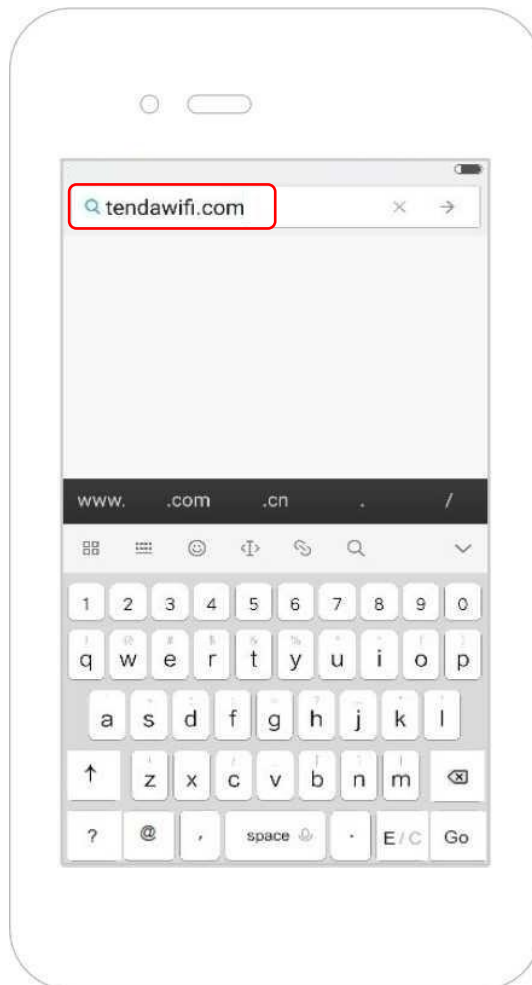 tendawifi.com
www. .com .cn . /
1 2 3 4 5 6 7 8 9 0
q w e r t y u i o p
a s d f g h j k l
z x c v b n m
? @ , space . E/C Go